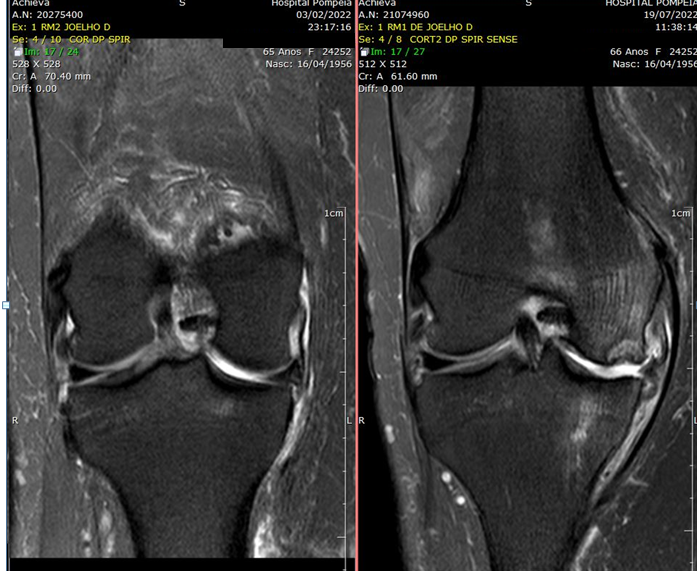 Achieva
S
Hospital Pompeia
A.N: 20275400
03/02/2022
Ex: 1 RM2 JOELHO D
23:17:16
Se: 4 / 10 COR DP SPIR
Im: 17 / 24
65 Anos F 24252
528 X 528
Nasc: 16/04/1956
Cr: A 70.40 mm
Diff: 0.00
1cm
R
L
Achieva
S
HOSPITAL POMPEIA
A.N: 21074960
19/07/2022
Ex: 1 RM1 DE JOELHO D
11:38:14
Se: 4 / 8 CORT2 DP SPIR SENSE
Im: 17 / 27
66 Anos F 24252
512 X 512
Nasc: 16/04/1956
Cr: A 61.60 mm
Diff: 0.00
1cm
R
L